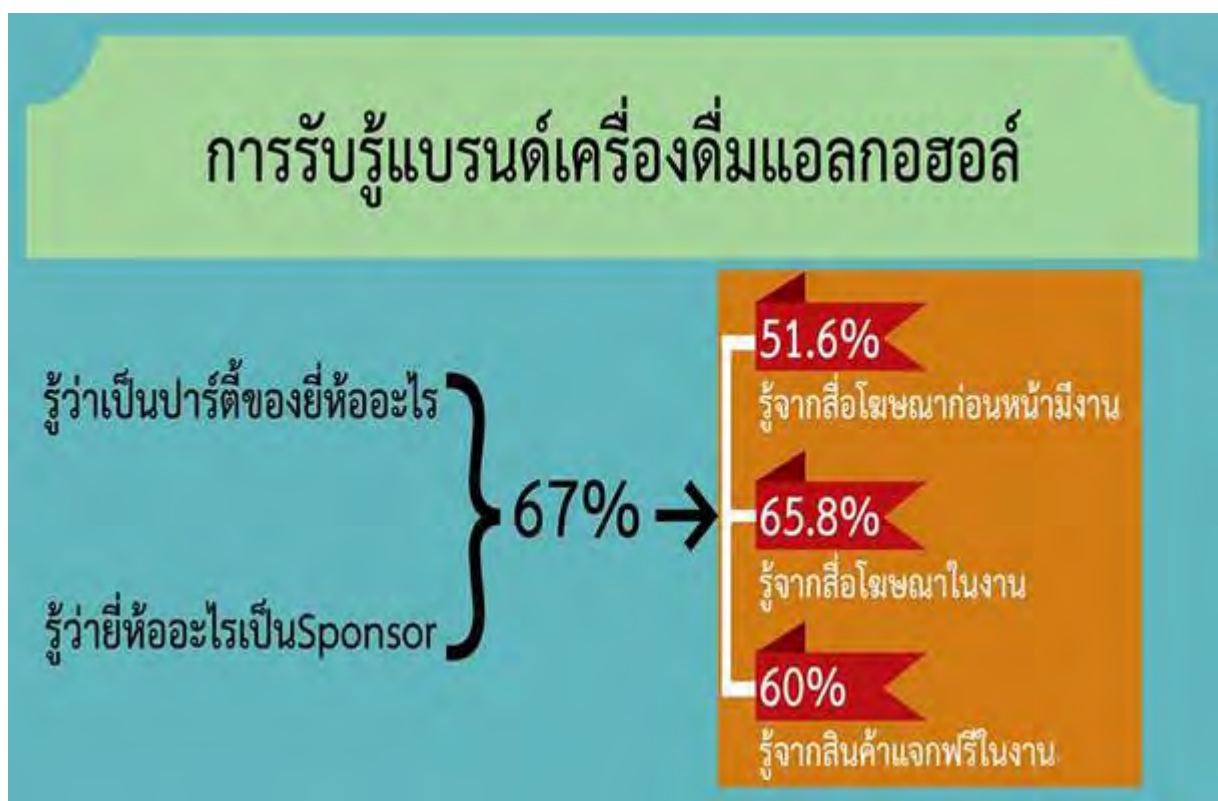 การรับรู้แบรนด์เครื่องดื่มแอลกอฮอล์
รู้ว่าเป็นปาร์ตี้ของยี่ห้ออะไร
รู้ว่ายี่ห้ออะไรเป็นSponsor
67%
51.6%
รู้จากสื่อโฆษณาก่อนหน้ามีงาน
65.8%
รู้จากสื่อโฆษณาในงาน
60%
รู้จากสินค้าแจกฟรีในงาน